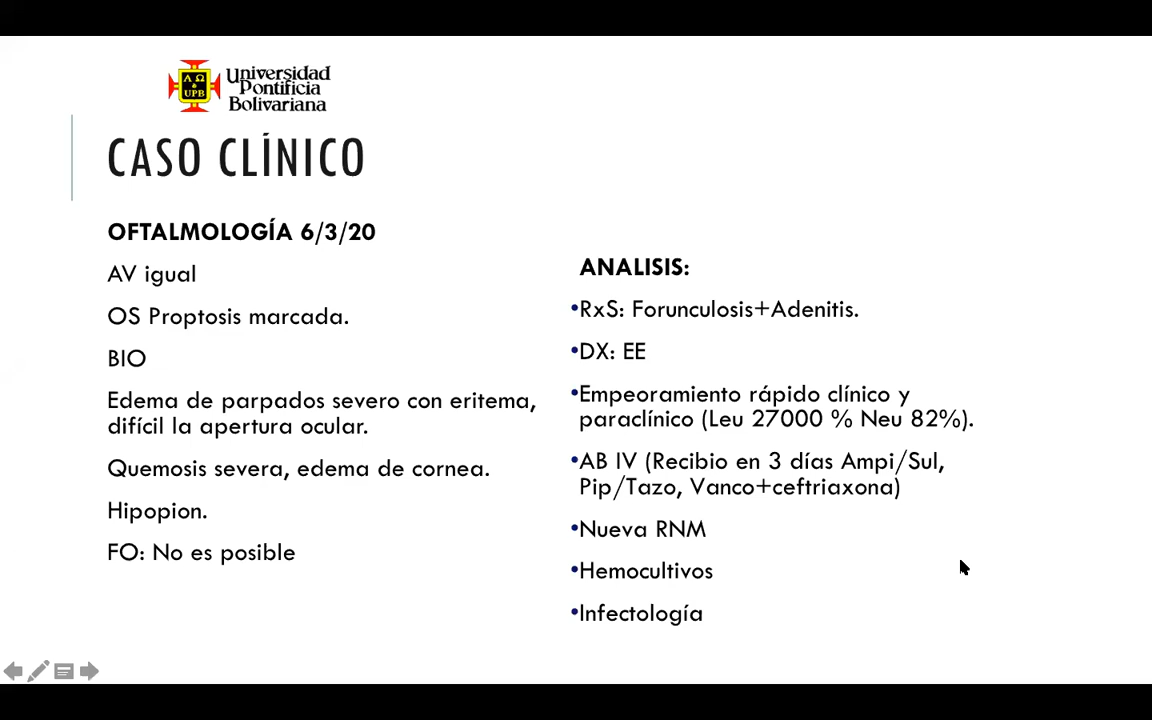 Universidad
Pontificia
Bolivariana
ΑΩ
UPB
CASO CLÍNICO
OFTALMOLOGÍA 6/3/20
AV igual
OS Proptosis marcada.
BIO
Edema de parpados severo con eritema,
difícil la apertura ocular.
Quemosis severa, edema de cornea.
Hipopion.
FO: No es posible
ANALISIS:
•RxS: Forunculosis+Adenitis.
•DX: EE
•Empeoramiento rápido clínico y
paraclínico (Leu 27000 % Neu 82%).
•AB IV (Recibio en 3 días Ampi/Sul,
Pip/Tazo, Vanco+ceftriaxona)
•Nueva RNM
•Hemocultivos
•Infectología